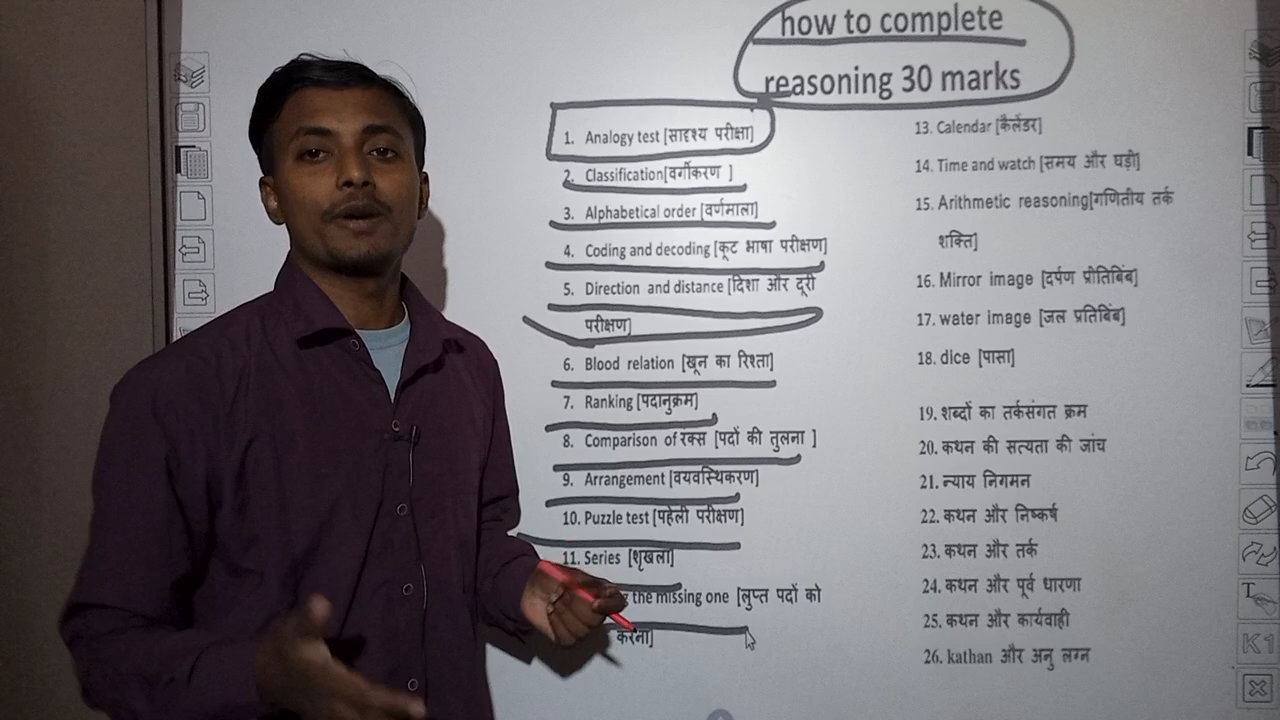 how to complete
reasoning 30 marks
1. Analogy test [सादृश्य परीक्षा]
2. Classification[वर्गीकरण ]
3. Alphabetical order [वर्णमाला]
4. Coding and decoding [कूट भाषा परीक्षण]
5. Direction and distance [दिशा और दूरी
परीक्षण]
6. Blood relation [खून का रिश्ता]
7. Ranking [पदानुक्रम]
8. Comparison of रक्स [पदों की तुलना ]
9. Arrangement [वयवस्थिकरण]
10. Puzzle test [पहेली परीक्षण]
11. Series [शृखला]
the missing one [लुप्त पदों को
करना]
13. Calendar [कैलेंडर]
14. Time and watch [समय और घड़ी]
15. Arithmetic reasoning[गणितीय तर्क
शक्ति]
16. Mirror image [दर्पण प्रीतिबिंब]
17. water image [जल प्रतिबिंब]
18. dice [पासा]
19. शब्दों का तर्कसंगत क्रम
20. कथन की सत्यता की जांच
21. न्याय निगमन
22. कथन और निष्कर्ष
23. कथन और तर्क
24. कथन और पूर्व धारणा
25. कथन और कार्यवाही
26. kathan और अनु लग्न
T
K1